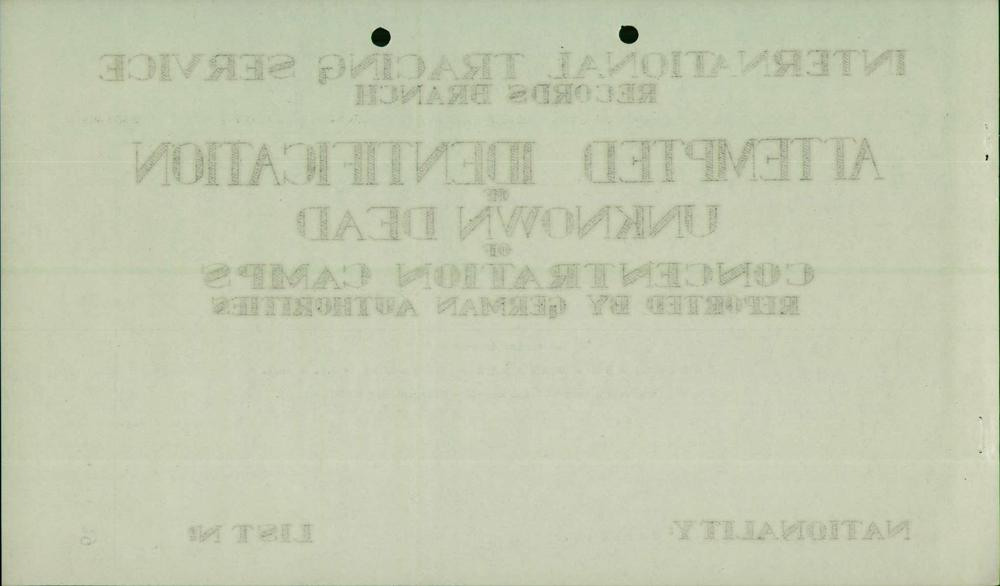 INTERNATIONAL TRACING SERVICE
RECORDS BRANCH
ATTEMPTED IDENTIFICATION
OF
UNKNOWN DEAD
OF
CONCENTRATION CAMPS
REPORTED BY GERMAN AUTHORITIES
NATIONALITY
LIST Nº